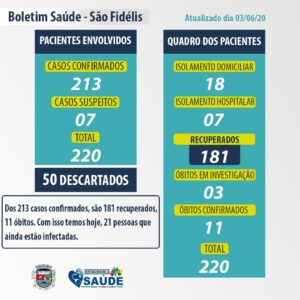 Boletim Saúde - São Fidélis
Atualizado dia 03/06/20
PACIENTES ENVOLVIDOS
CASOS CONFIRMADOS
213
CASOS SUSPEITOS
07
TOTAL
220
50 DESCARTADOS
Dos 213 casos confirmados, são 181 recuperados,
11 óbitos. Com isso temos hoje, 21 pessoas que
ainda estão infectadas.
QUADRO DOS PACIENTES
ISOLAMENTO DOMICILIAR
18
ISOLAMENTO HOSPITALAR
07
RECUPERADOS
181
ÓBITOS EM INVESTIGAÇÃO
03
ÓBITOS CONFIRMADOS
11
TOTAL
220
SAÚDE